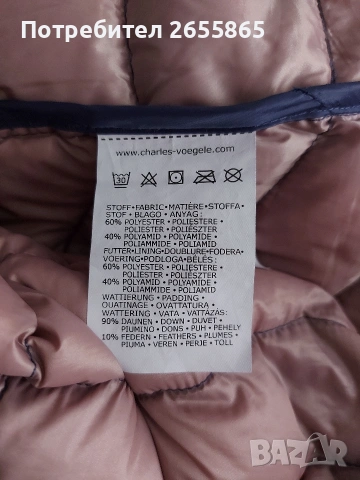 Потребител 2655865
www.charles-voegele.com
30
STOFF•FABRIC•MATIÈRE•STOFFA•
STOF • BLAGO • ANYAG:
60% POLYESTER • POLIESTERE •
POLIESTER • POLIÉSZTER
40% POLYAMID • POLYAMIDE •
POLIAMMIDE • POLIAMID
FUTTER•LINING•DOUBLURE•FODERA•
VOERING•PODLOGA•BÉLÉS:
60% POLYESTER • POLIESTERE •
POLIESTER • POLIÉSZTER
40% POLYAMID • POLYAMIDE •
POLIAMMIDE • POLIAMID
WATTIERUNG • PADDING •
OUATINAGE • OVATTATURA •
WATTERING • VATA • VATTAZÁS:
90% DAUNEN • DOWN • DUVET •
PIUMINO • DONS • PUH • PEHELY
10% FEDERN • FEATHERS • PLUMES •
PIUMA • VEREN • PERJE • TOLL
BAZAR